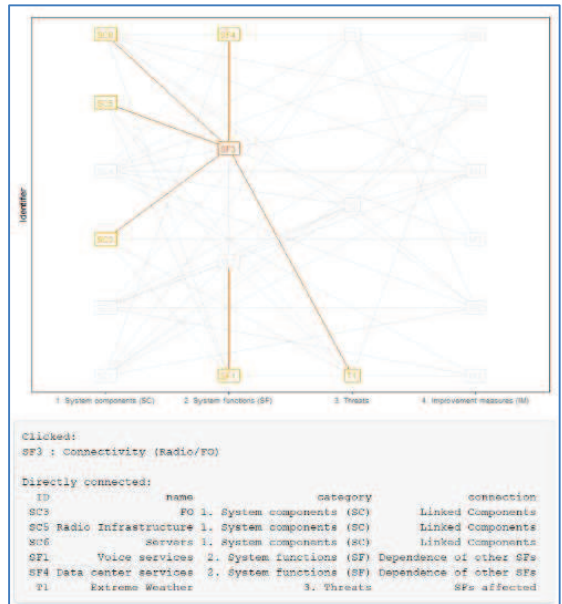 SC6 SF4
SC5
SF3
SC3
SF1 T1
Identifier
1. System components (SC) 2. System functions (SF) 3. Threats 4. Improvement measures (IM)
Clicked:
SF3 : Connectivity (Radio/FO)
Directly connected:
ID name category connection
SC3 FO 1. System components (SC) Linked Components
SC5 Radio Infrastructure 1. System components (SC) Linked Components
SC6 Servers 1. System components (SC) Linked Components
SF1 Voice services 2. System functions (SF) Dependence of other SFs
SF4 Data center services 2. System functions (SF) Dependence of other SFs
T1 Extreme Weather 3. Threats SFs affected